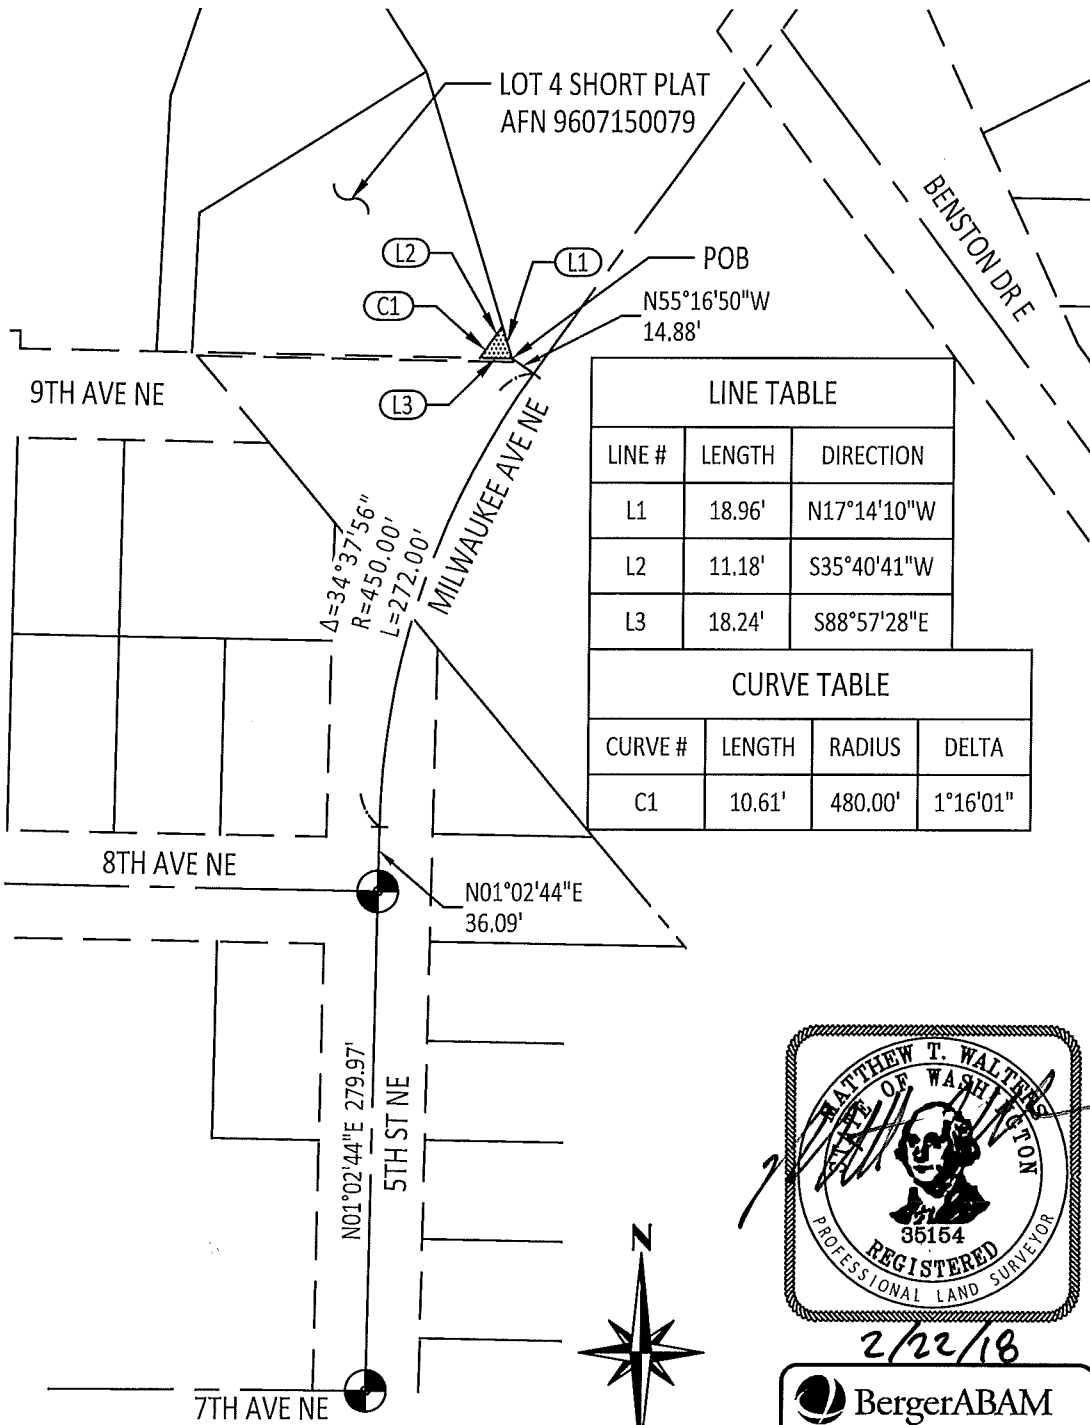 LOT 4 SHORT PLAT
AFN 9607150079
BENSTON DR E
L2
L1
POB
C1
N55°16'50"W
14.88'
9TH AVE NE
L3
LINE TABLE
LINE # LENGTH DIRECTION
L1 18.96' N17°14'10"W
L2 11.18' S35°40'41"W
L3 18.24' S88°57'28"E
MILWAUKEE AVE NE
Δ=34°37'56"
R=450.00'
L=272.00'
CURVE TABLE
CURVE # LENGTH RADIUS DELTA
C1 10.61' 480.00' 1°16'01"
8TH AVE NE
N01°02'44"E
36.09'
N01°02'44"E 279.97'
5TH ST NE
7TH AVE NE
N
MATTHEW T. WALTERS
STATE OF WASHINGTON
35154
REGISTERED
PROFESSIONAL LAND SURVEYOR
2/22/18
BergerABAM